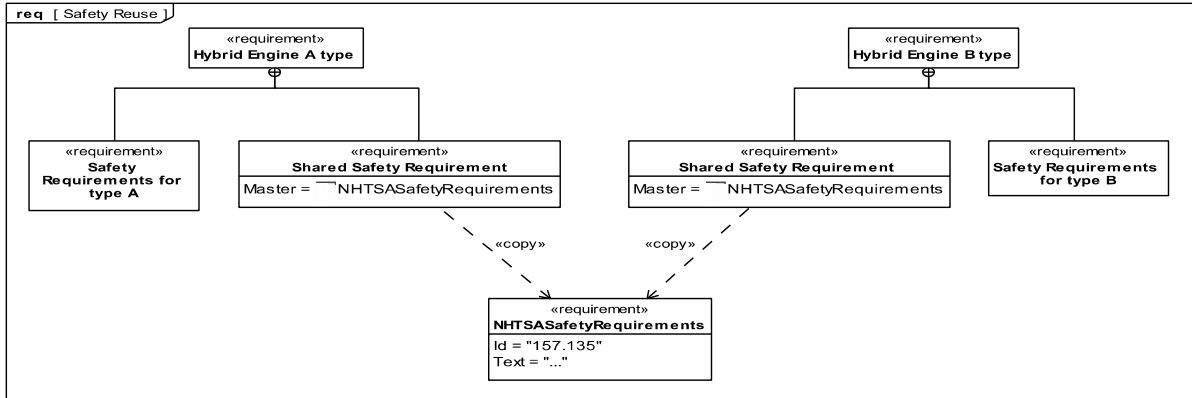 req [ Safety Reuse ]
«requirement»
Hybrid Engine A type
«requirement»
Hybrid Engine B type
«requirement»
Safety
Requirements for
type A
«requirement»
Shared Safety Requirement
Master = NHTSASafetyRequirements
«requirement»
Shared Safety Requirement
Master = NHTSASafetyRequirements
«requirement»
Safety Requirements
for type B
«copy»
«copy»
«requirement»
NHTSASafetyRequirements
Id = "157.135"
Text = "..."